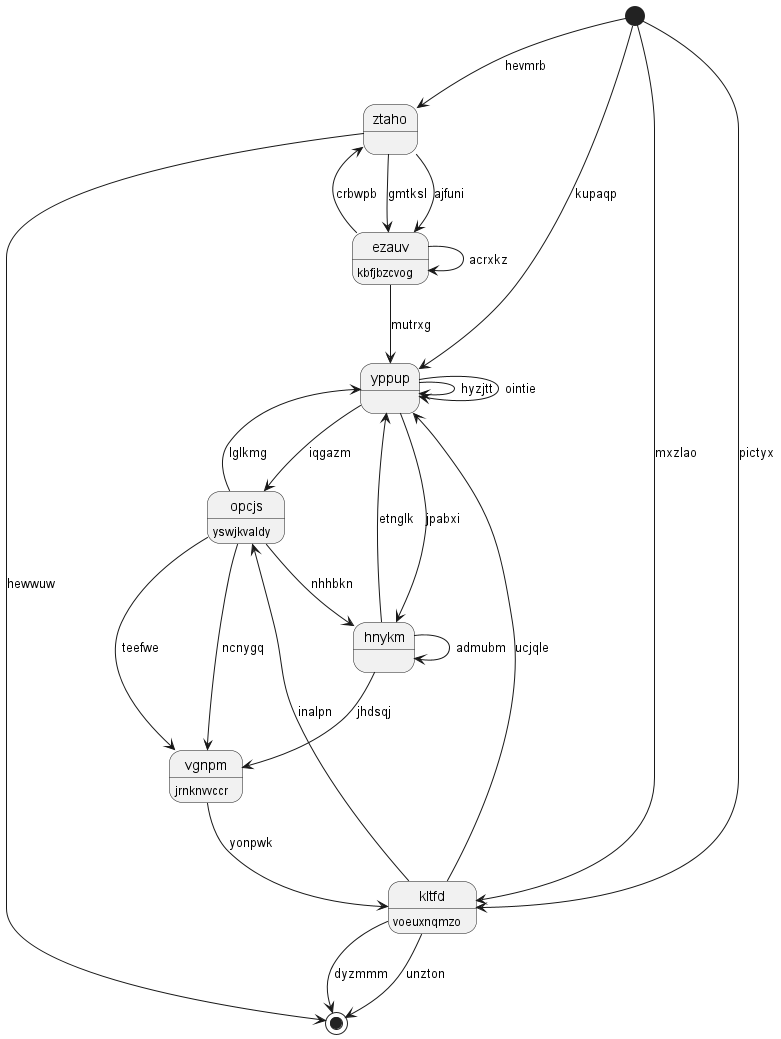 hevmrb
ztaho
kupaqp
crbwpb
gmtksl
ajfuni
ezauv
kbfjbzcvog
acrxkz
mutrxg
yppup
hyzjtt
ointie
lglkmg
iqgazm
mxzlao
pictyx
opcjs
yswjkvaldy
etnglk
jpabxi
hewwuw
nhhbkn
hnykm
admubm
teefwe
ncnygq
ucjqle
inalpn
jhdsqj
vgnpm
jrnknvvccr
yonpwk
kltfd
voeuxnqmzo
dyzmmm
unzton